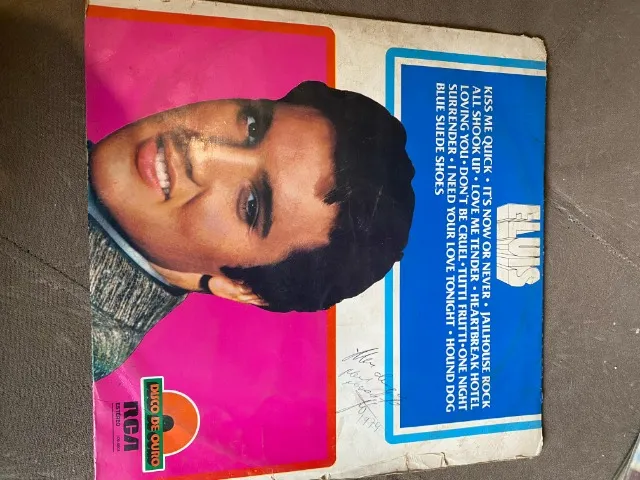 ELVIS
KISS ME QUICK • IT'S NOW OR NEVER • JAILHOUSE ROCK
ALL SHOOK UP • LOVE ME TENDER • HEARTBREAK HOTEL
LOVING YOU • DON'T BE CRUEL • TUTTI FRUTTI • ONE NIGHT
SURRENDER • I NEED YOUR LOVE TONIGHT • HOUND DOG
BLUE SUEDE SHOES
DISCO DE OURO
RCA
ESTÉREO